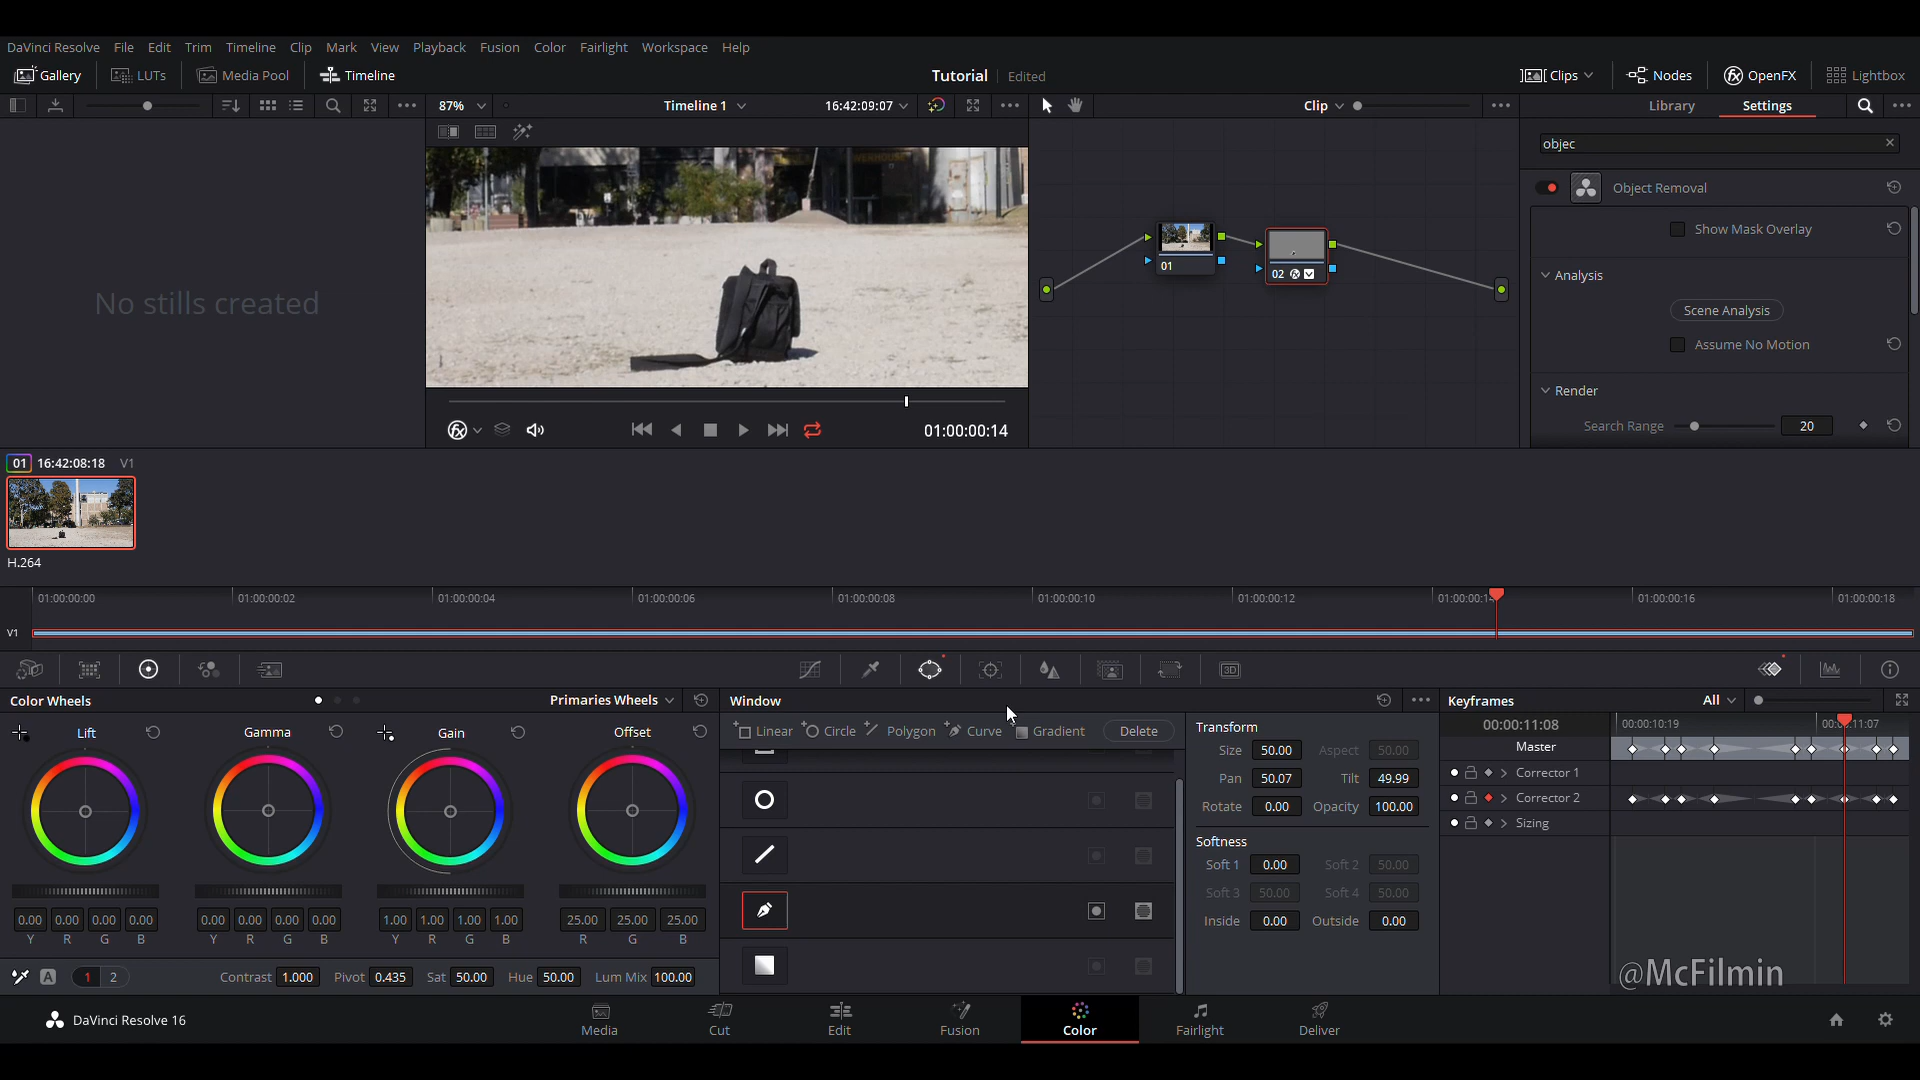 DaVinci Resolve File Edit Trim Timeline Clip Mark View Playback Fusion Color Fairlight Workspace Help
Gallery LUTs Media Pool Timeline Tutorial Edited Clips Nodes OpenFX Lightbox
87% Timeline 1 16:42:09:07 Clip Library Settings
objec
Object Removal
Show Mask Overlay
Analysis
Scene Analysis
Assume No Motion
Render
Search Range 20
No stills created
01
02
01:00:00:14
01 16:42:08:18 V1
H.264
01:00:00:00 01:00:00:02 01:00:00:04 01:00:00:06 01:00:00:08 01:00:00:10 01:00:00:12 01:00:00:16 01:00:00:18
V1
3D
Color Wheels Primaries Wheels
Lift Gamma Gain Offset
0.00 0.00 0.00 0.00 0.00 0.00 0.00 0.00 1.00 1.00 1.00 1.00 25.00 25.00 25.00
Y R G B Y R G B Y R G B R G B
A 1 2 Contrast 1.000 Pivot 0.435 Sat 50.00 Hue 50.00 Lum Mix 100.00
Window
Linear Circle Polygon Curve Gradient Delete
Transform
Size 50.00 Aspect 50.00
Pan 50.07 Tilt 49.99
Rotate 0.00 Opacity 100.00
Softness
Soft 1 0.00 Soft 2 50.00
Soft 3 50.00 Soft 4 50.00
Inside 0.00 Outside 0.00
Keyframes All
00:00:11:08 00:00:10:19
Master
Corrector 1
Corrector 2
Sizing
@McFilmin
DaVinci Resolve 16 Media Cut Edit Fusion Color Fairlight Deliver